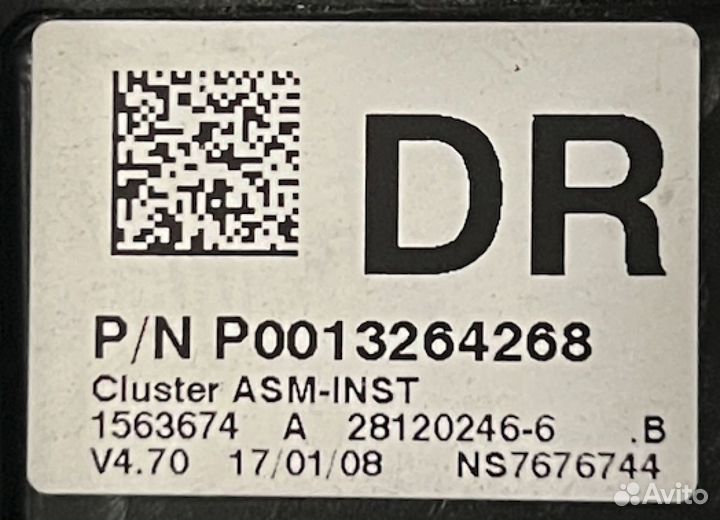 DR
P/N P0013264268
Cluster ASM-INST
1563674 A 28120246-6 .B
V4.70 17/01/08 NS7676744
Avito